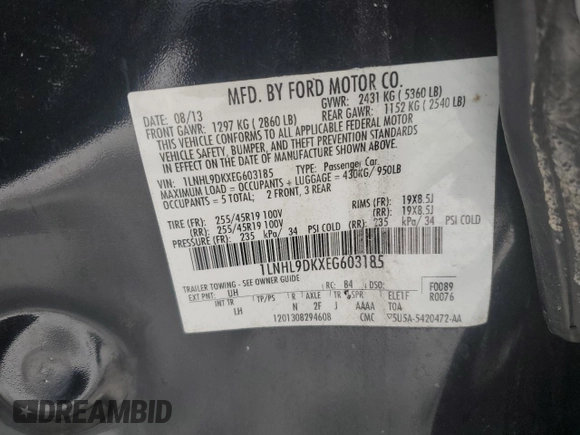 MFD. BY FORD MOTOR CO.
DATE: 08/13 GVWR: 2431 KG ( 5360 LB)
FRONT GAWR: 1297 KG ( 2860 LB) REAR GAWR: 1152 KG ( 2540 LB)
THIS VEHICLE CONFORMS TO ALL APPLICABLE FEDERAL MOTOR
VEHICLE SAFETY, BUMPER, AND THEFT PREVENTION STANDARDS IN
EFFECT ON THE DATE OF MANUFACTURE SHOWN ABOVE.
VIN: 1LNHL9DKXEG603185 TYPE: Passenger Car
MAXIMUM LOAD = OCCUPANTS + LUGGAGE = 430KG/ 950LB
OCCUPANTS = 5 TOTAL; 2 FRONT, 3 REAR
TIRE (FR): 255/45R19 100V RIMS (FR): 19X8.5J
(RR): 255/45R19 100V (RR): 19X8.5J
PRESSURE (FR): 235 kPa/ 34 PSI COLD (RR): 235 kPa/ 34 PSI COLD
1LNHL9DKXEG603185
TRAILER TOWING - SEE OWNER GUIDE
EXT PNT: UH RC: B4 DSO: F0089
INT TR TP/PS R AXLE TR SPR ELE1F R0076
LH N 2F J AAAA TOA
1201308294608 CMC 5U5A-5420472-AA
DREAMBID